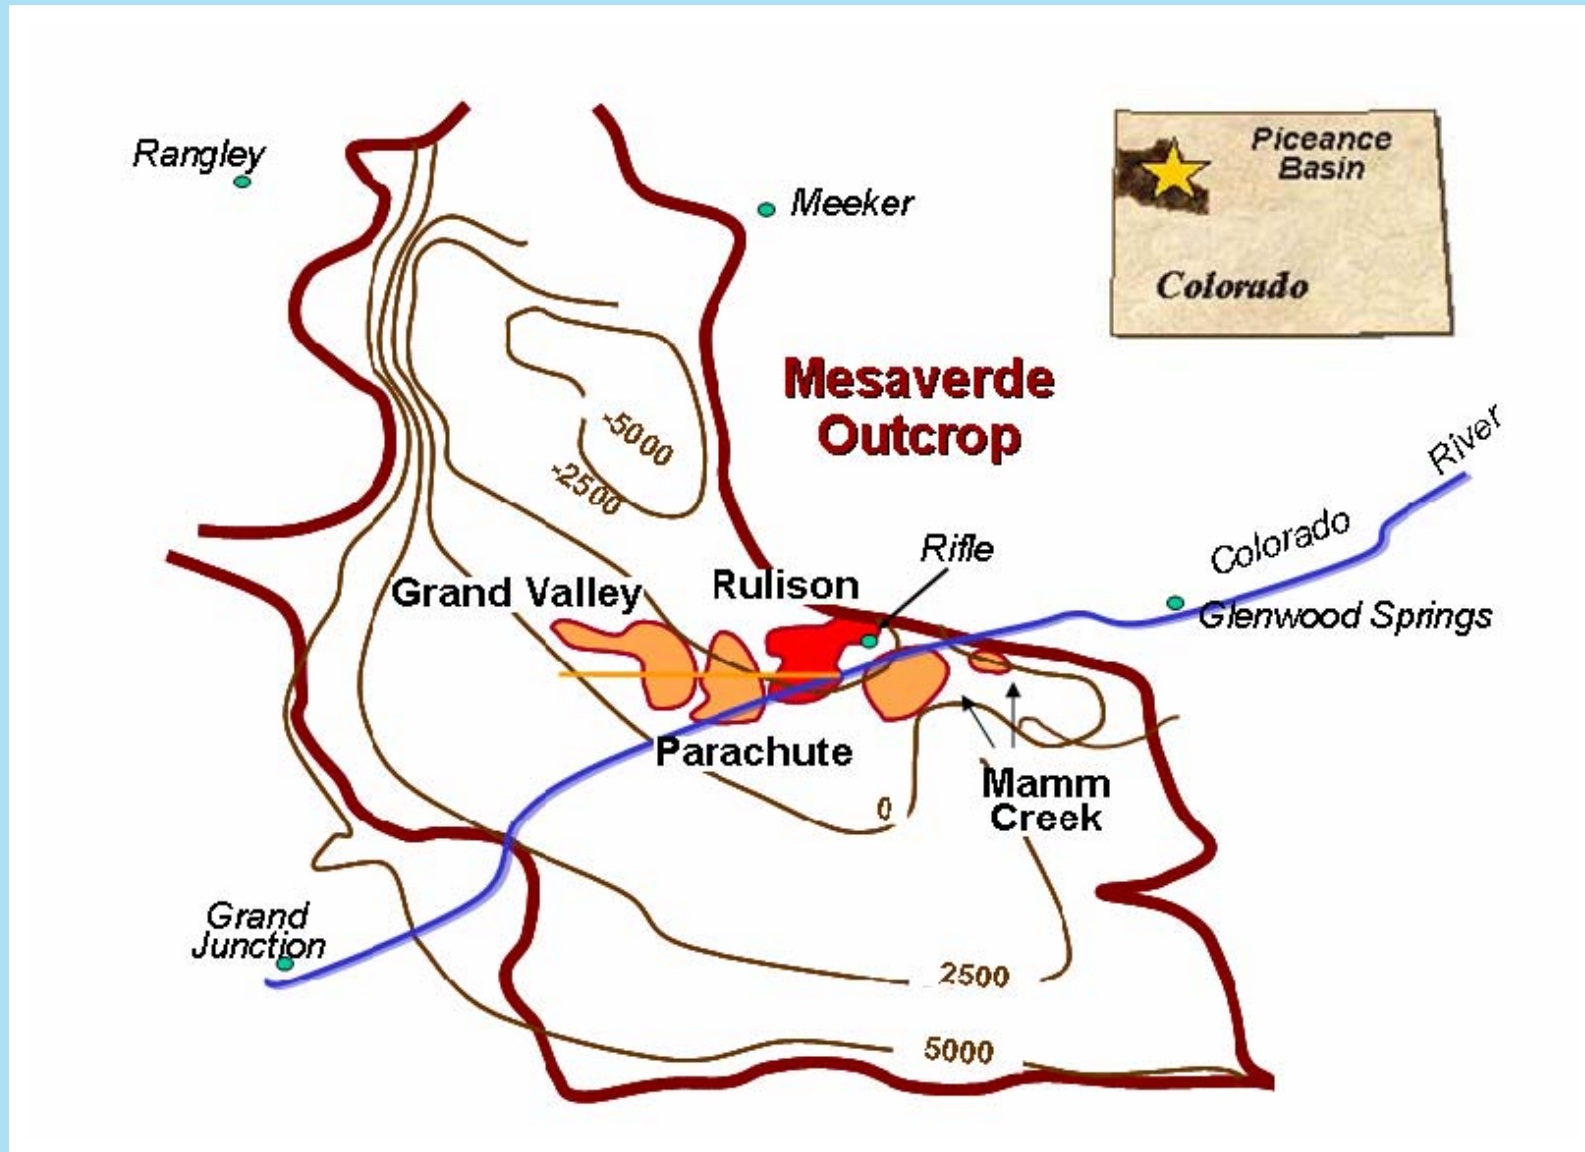 Rangley
Meeker
Piceance
Basin
Colorado
Mesaverde
Outcrop
-5000
-2500
River
Colorado
Rifle
Glenwood Springs
Grand Valley
Rulison
Parachute
Mamm
Creek
0
Grand
Junction
2500
5000